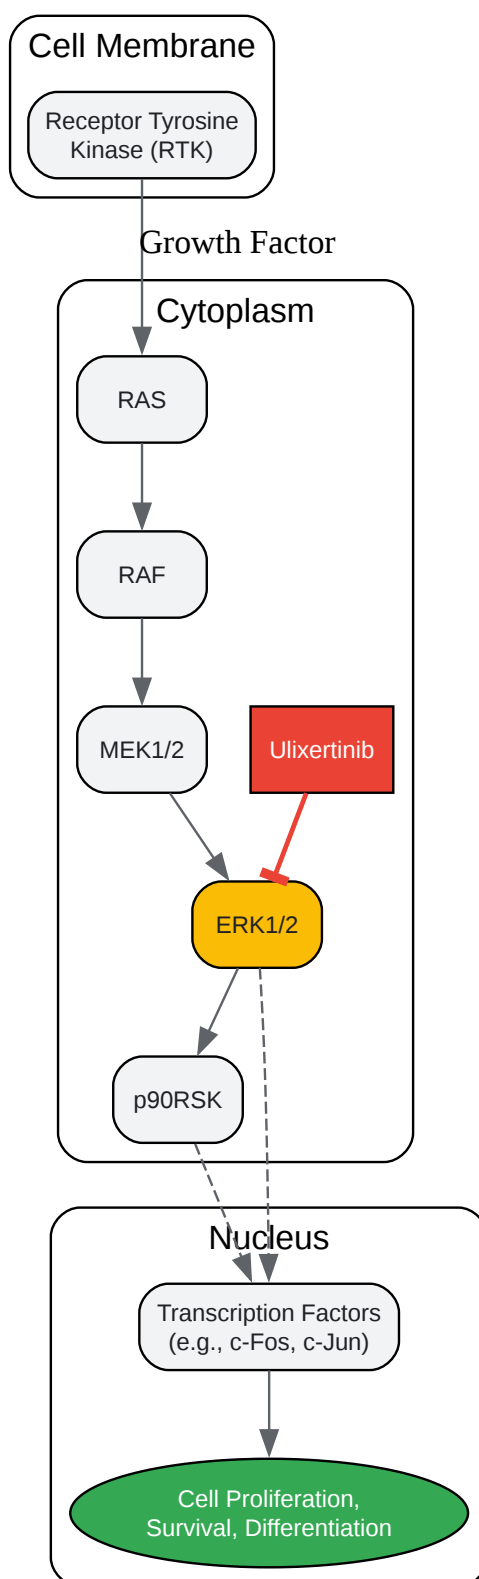 Cell Membrane
Receptor Tyrosine
Kinase (RTK)
Growth Factor
Cytoplasm
RAS
RAF
MEK1/2
Ulixertinib
ERK1/2
p90RSK
Nucleus
Transcription Factors
(e.g., c-Fos, c-Jun)
Cell Proliferation,
Survival, Differentiation